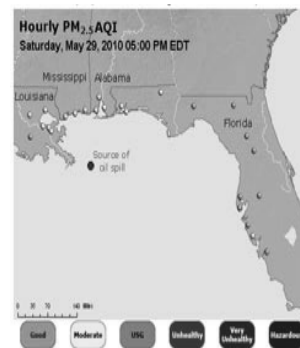 Hourly PM2.5 AQI
Saturday, May 29, 2010 05:00 PM EDT
Mississippi Alabama
Louisiana
Florida
Source of
oil spill
Good Moderate USG Unhealthy Very Unhealthy Hazardous